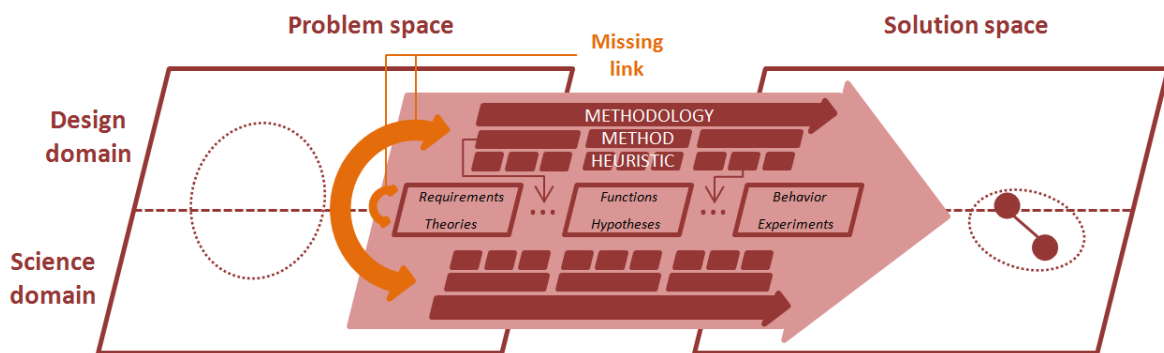 Problem space
Solution space
Missing
link
Design
domain
METHODOLOGY
METHOD
HEURISTIC
Requirements
Theories
...
Functions
Hypotheses
...
Behavior
Experiments
Science
domain